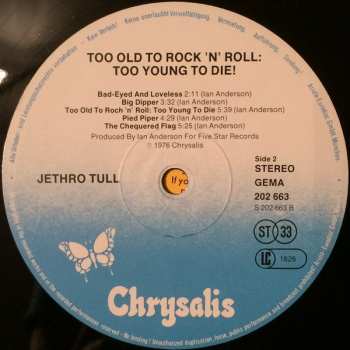 TOO OLD TO ROCK 'N' ROLL:
TOO YOUNG TO DIE!
Bad-Eyed And Loveless 2:11 (Ian Anderson)
Big Dipper 3:32 (Ian Anderson)
Too Old To Rock 'n' Roll: Too Young To Die 5:39 (Ian Anderson)
Pied Piper 4:29 (Ian Anderson)
The Chequered Flag 5:25 (Ian Anderson)
Produced By Ian Anderson For Five Star Records
℗ 1976 Chrysalis
JETHRO TULL
If yo
Side 2
STEREO
GEMA
202 663
S 202 663 B
ST 33
LC 1626
Chrysalis